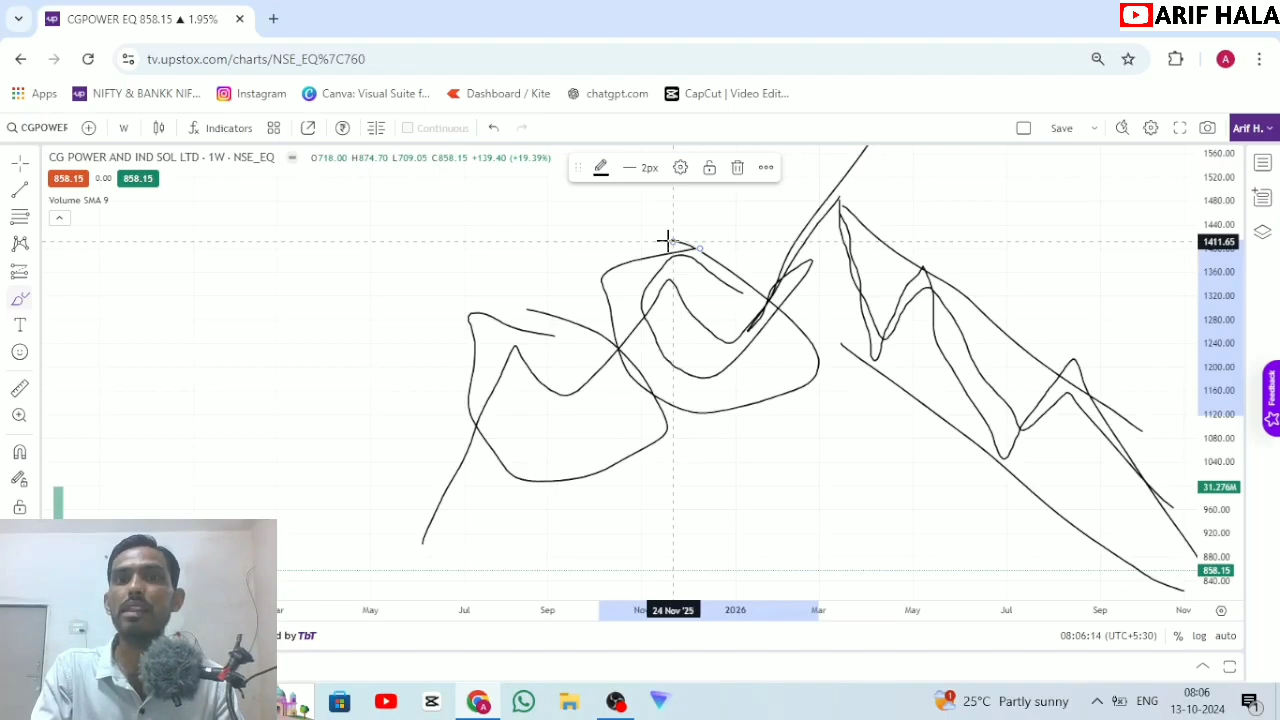 CGPOWER EQ 858.15 ▲ 1.95%
ARIF HALA
tv.upstox.com/charts/NSE_EQ%7C760
A
Apps
NIFTY & BANKK NIF...
Instagram
Canva: Visual Suite f...
Dashboard / Kite
chatgpt.com
CapCut | Video Edit...
CGPOWER
W
Indicators
Continuous
Save
Arif H.
CG POWER AND IND SOL LTD · 1W · NSE_EQ
O718.00 H874.70 L709.05 C858.15 +139.40 (+19.39%)
858.15 0.00 858.15
Volume SMA 9
2px
1560.00
1520.00
1480.00
1440.00
1411.65
1360.00
1320.00
1280.00
1240.00
1200.00
1160.00
1120.00
1080.00
1040.00
31.276M
960.00
920.00
880.00
858.15
840.00
Feedback
May Jul Sep 24 Nov '25 2026 Mar May Jul Sep Nov
by TbT
08:06:14 (UTC+5:30) % log auto
25°C Partly sunny
ENG
08:06
13-10-2024